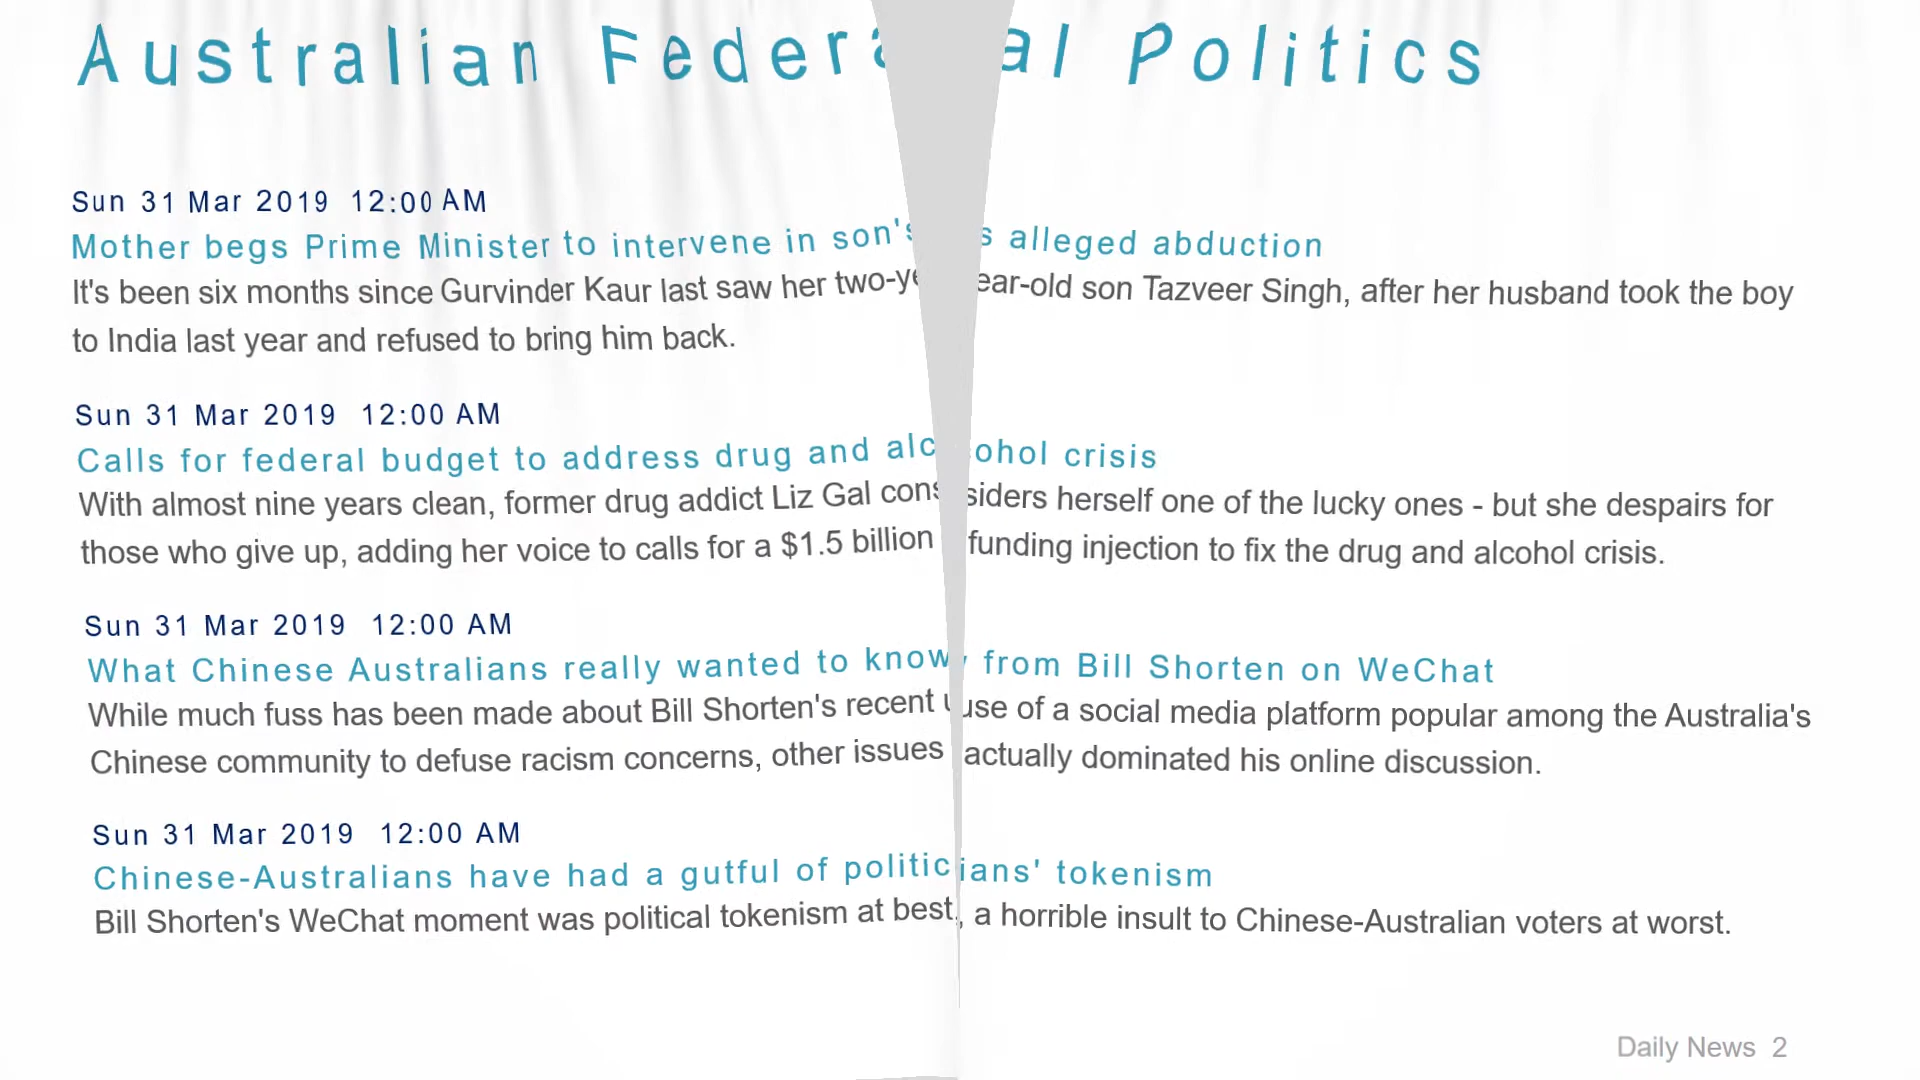 Australian Federal Politics
Sun 31 Mar 2019 12:00 AM
Mother begs Prime Minister to intervene in son's alleged abduction
It's been six months since Gurvinder Kaur last saw her two-year-old son Tazveer Singh, after her husband took the boy
to India last year and refused to bring him back.
Sun 31 Mar 2019 12:00 AM
Calls for federal budget to address drug and alcohol crisis
With almost nine years clean, former drug addict Liz Gal considers herself one of the lucky ones - but she despairs for
those who give up, adding her voice to calls for a $1.5 billion funding injection to fix the drug and alcohol crisis.
Sun 31 Mar 2019 12:00 AM
What Chinese Australians really wanted to know from Bill Shorten on WeChat
While much fuss has been made about Bill Shorten's recent use of a social media platform popular among the Australia's
Chinese community to defuse racism concerns, other issues actually dominated his online discussion.
Sun 31 Mar 2019 12:00 AM
Chinese-Australians have had a gutful of politicians' tokenism
Bill Shorten's WeChat moment was political tokenism at best, a horrible insult to Chinese-Australian voters at worst.
Daily News 2